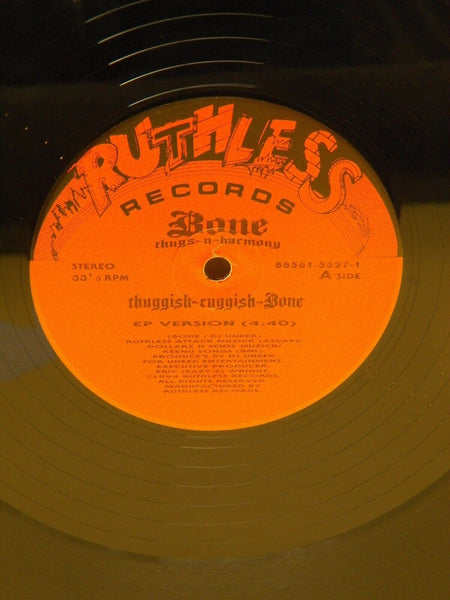 RUTHLESS
RECORDS
Bone
thugs-n-harmony
STEREO
33⅓ RPM
88561-5527-1
A SIDE
thuggish-ruggish-Bone
EP VERSION (4:40)
(BONE / DJ UNEEK)
RUTHLESS ATTACK MUZICK (ASCAP)/
DOLLARZ N SENSE MUZICK/
KEENU SONGS (BMI).
PRODUCED BY DJ UNEEK
FOR UNEEK ENTERTAINMENT.
EXECUTIVE PRODUCER:
ERIC (EAZY-E) WRIGHT.
©1994 RUTHLESS RECORDS.
ALL RIGHTS RESERVED.
MANUFACTURED BY
RUTHLESS RECORDS.